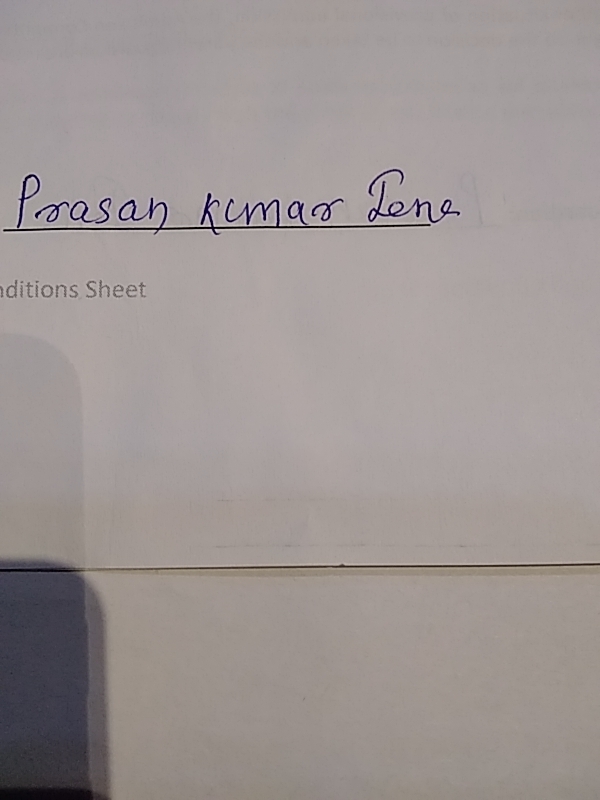 Prasan kumar Jena
nditions Sheet